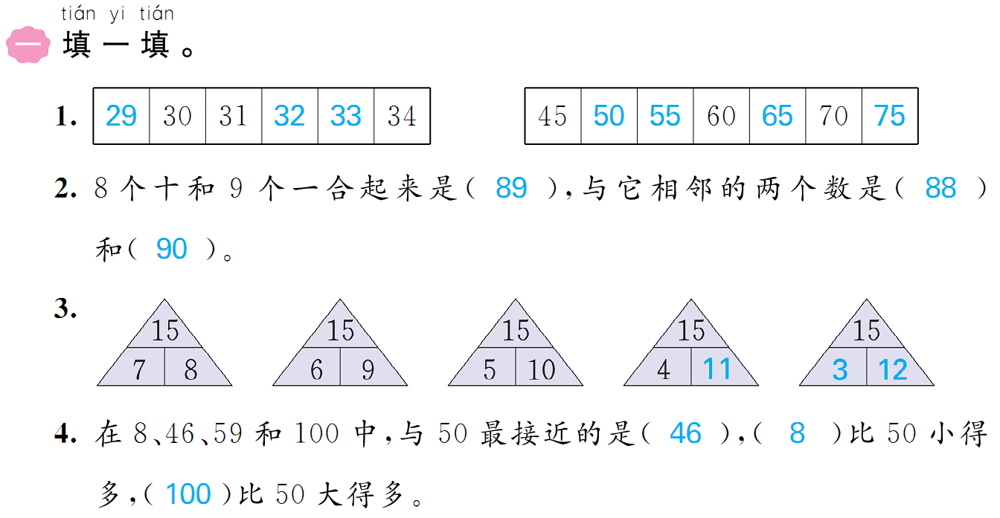 tián yi tián
一 填一填。
1. 29 30 31 32 33 34 45 50 55 60 65 70 75
2. 8个十和9个一合起来是( 89 ),与它相邻的两个数是( 88 )
和( 90 )。
3. 15 15 15 15 15
7 8 6 9 5 10 4 11 3 12
4. 在8、46、59和100中,与50最接近的是( 46 ),( 8 )比50小得
多,( 100 )比50大得多。